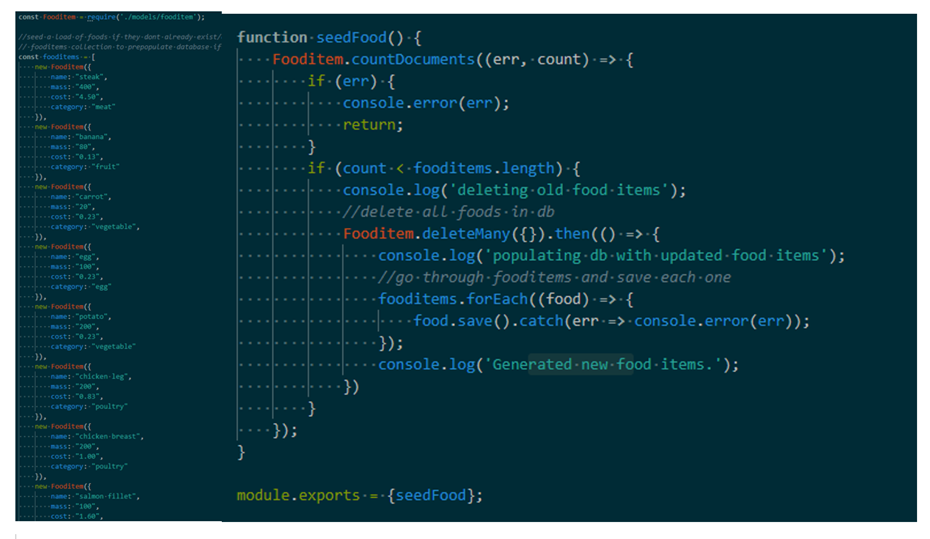 const FoodItem = require('./models/fooditem');
//seed a load of foods if they dont already exist/
// fooditems collection to prepopulate database if
const fooditems = [
new FoodItem({
name: "steak",
mass: "400",
cost: "4.50",
category: "meat"
}),
new FoodItem({
name: "banana",
mass: "80",
cost: "0.13",
category: "fruit"
}),
new FoodItem({
name: "carrot",
mass: "20",
cost: "0.23",
category: "vegetable",
}),
new FoodItem({
name: "egg",
mass: "100",
cost: "0.23",
category: "egg"
}),
new FoodItem({
name: "potato",
mass: "200",
cost: "0.23",
category: "vegetable"
}),
new FoodItem({
name: "chicken leg",
mass: "200",
cost: "0.83",
category: "poultry"
}),
new FoodItem({
name: "chicken breast",
mass: "200",
cost: "1.00",
category: "poultry"
}),
new FoodItem({
name: "salmon fillet",
mass: "100",
cost: "1.60",
function seedFood() {
Fooditem.countDocuments((err, count) => {
if (err) {
console.error(err);
return;
}
if (count < fooditems.length) {
console.log('deleting old food items');
//delete all foods in db
Fooditem.deleteMany({}).then(() => {
console.log('populating db with updated food items');
//go through fooditems and save each one
fooditems.forEach((food) => {
food.save().catch(err => console.error(err));
});
console.log('Generated new food items.');
})
}
});
}
module.exports = {seedFood};